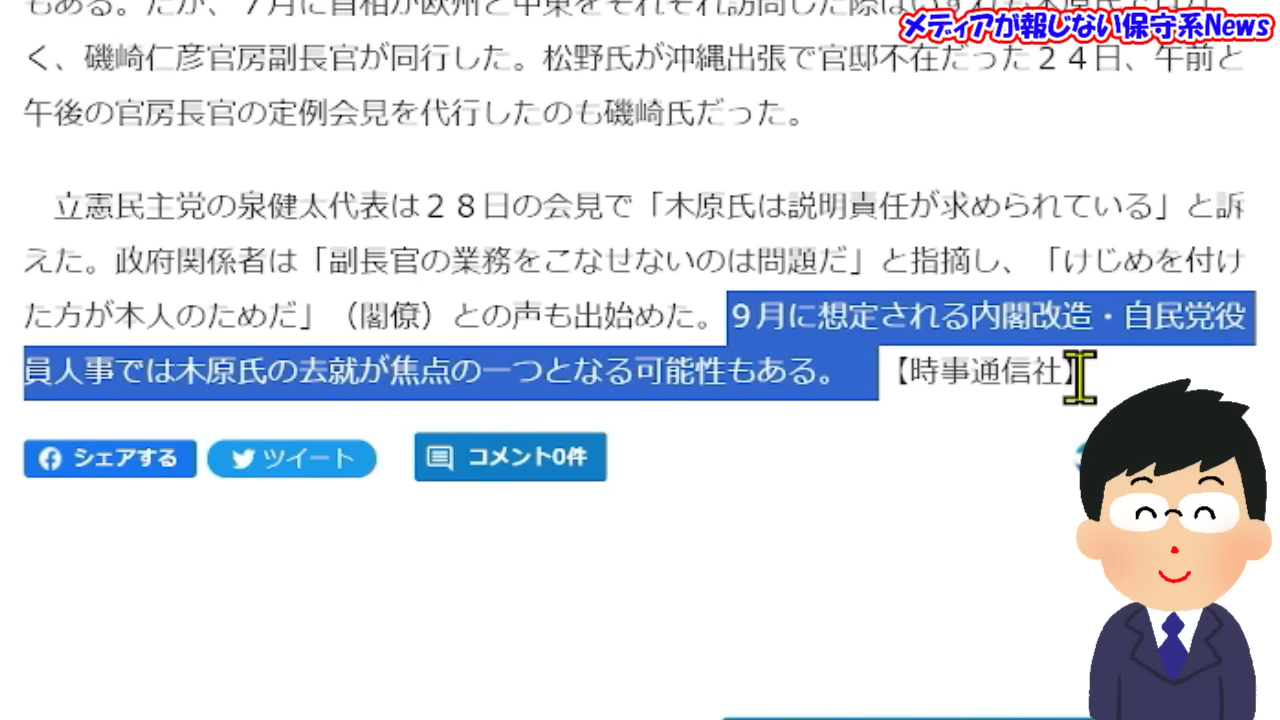 もある。だが、７月に首相が欧州と中東をそれぞれ訪問した際はいずれも木原氏ではな
メディアが報じない保守系News
く、磯崎仁彦官房副長官が同行した。松野氏が沖縄出張で官邸不在だった２４日、午前と
午後の官房長官の定例会見を代行したのも磯崎氏だった。
立憲民主党の泉健太代表は２８日の会見で「木原氏は説明責任が求められている」と訴
えた。政府関係者は「副長官の業務をこなせないのは問題だ」と指摘し、「けじめを付け
た方が本人のためだ」（閣僚）との声も出始めた。９月に想定される内閣改造・自民党役
員人事では木原氏の去就が焦点の一つとなる可能性もある。【時事通信社】
シェアする ツイート コメント0件